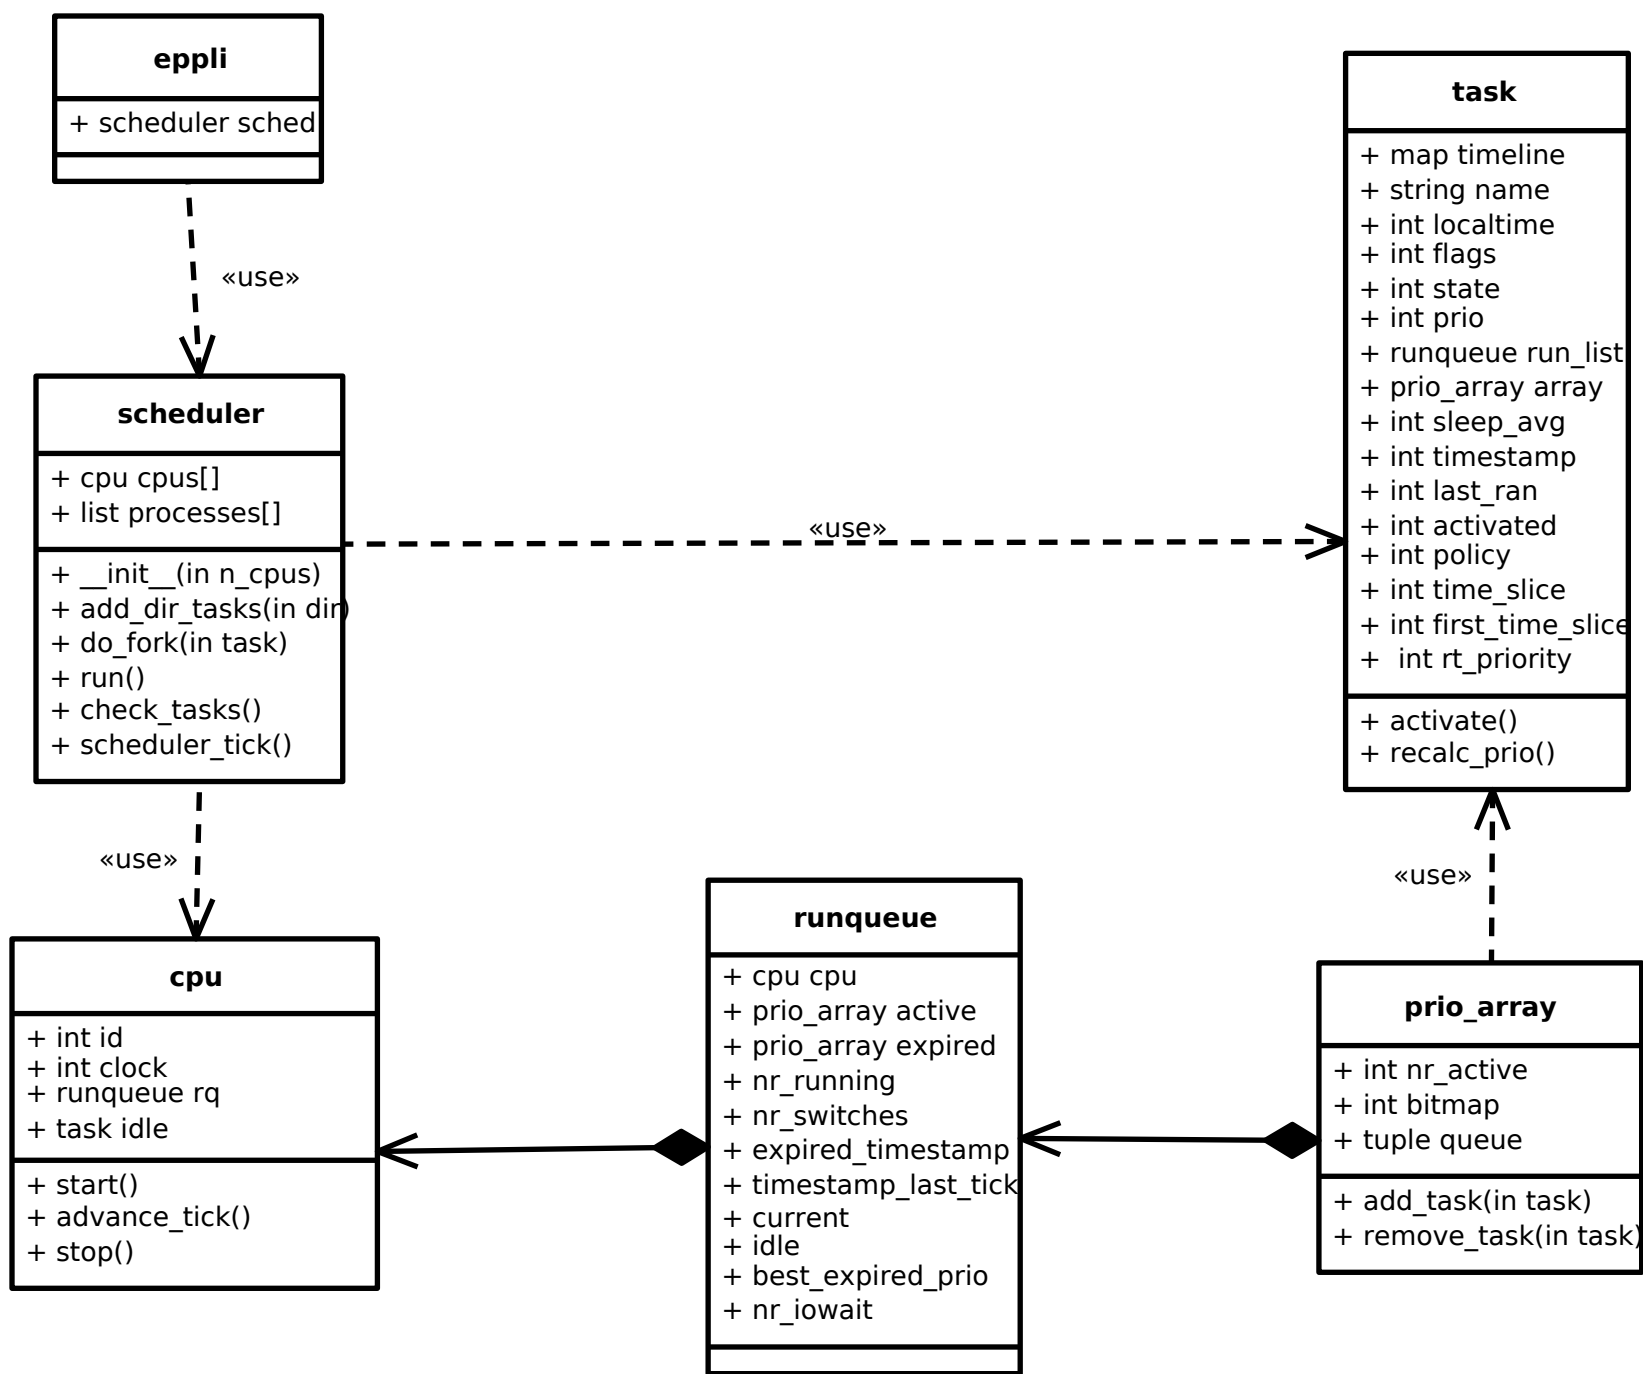 eppli
+ scheduler sched
«use»
scheduler
+ cpu cpus[]
+ list processes[]
+ __init__(in n_cpus)
+ add_dir_tasks(in dir)
+ do_fork(in task)
+ run()
+ check_tasks()
+ scheduler_tick()
«use»
task
+ map timeline
+ string name
+ int localtime
+ int flags
+ int state
+ int prio
+ runqueue run_list
+ prio_array array
+ int sleep_avg
+ int timestamp
+ int last_ran
+ int activated
+ int policy
+ int time_slice
+ int first_time_slice
+  int rt_priority
+ activate()
+ recalc_prio()
«use»
cpu
+ int id
+ int clock
+ runqueue rq
+ task idle
+ start()
+ advance_tick()
+ stop()
runqueue
+ cpu cpu
+ prio_array active
+ prio_array expired
+ nr_running
+ nr_switches
+ expired_timestamp
+ timestamp_last_tick
+ current
+ idle
+ best_expired_prio
+ nr_iowait
«use»
prio_array
+ int nr_active
+ int bitmap
+ tuple queue
+ add_task(in task)
+ remove_task(in task)